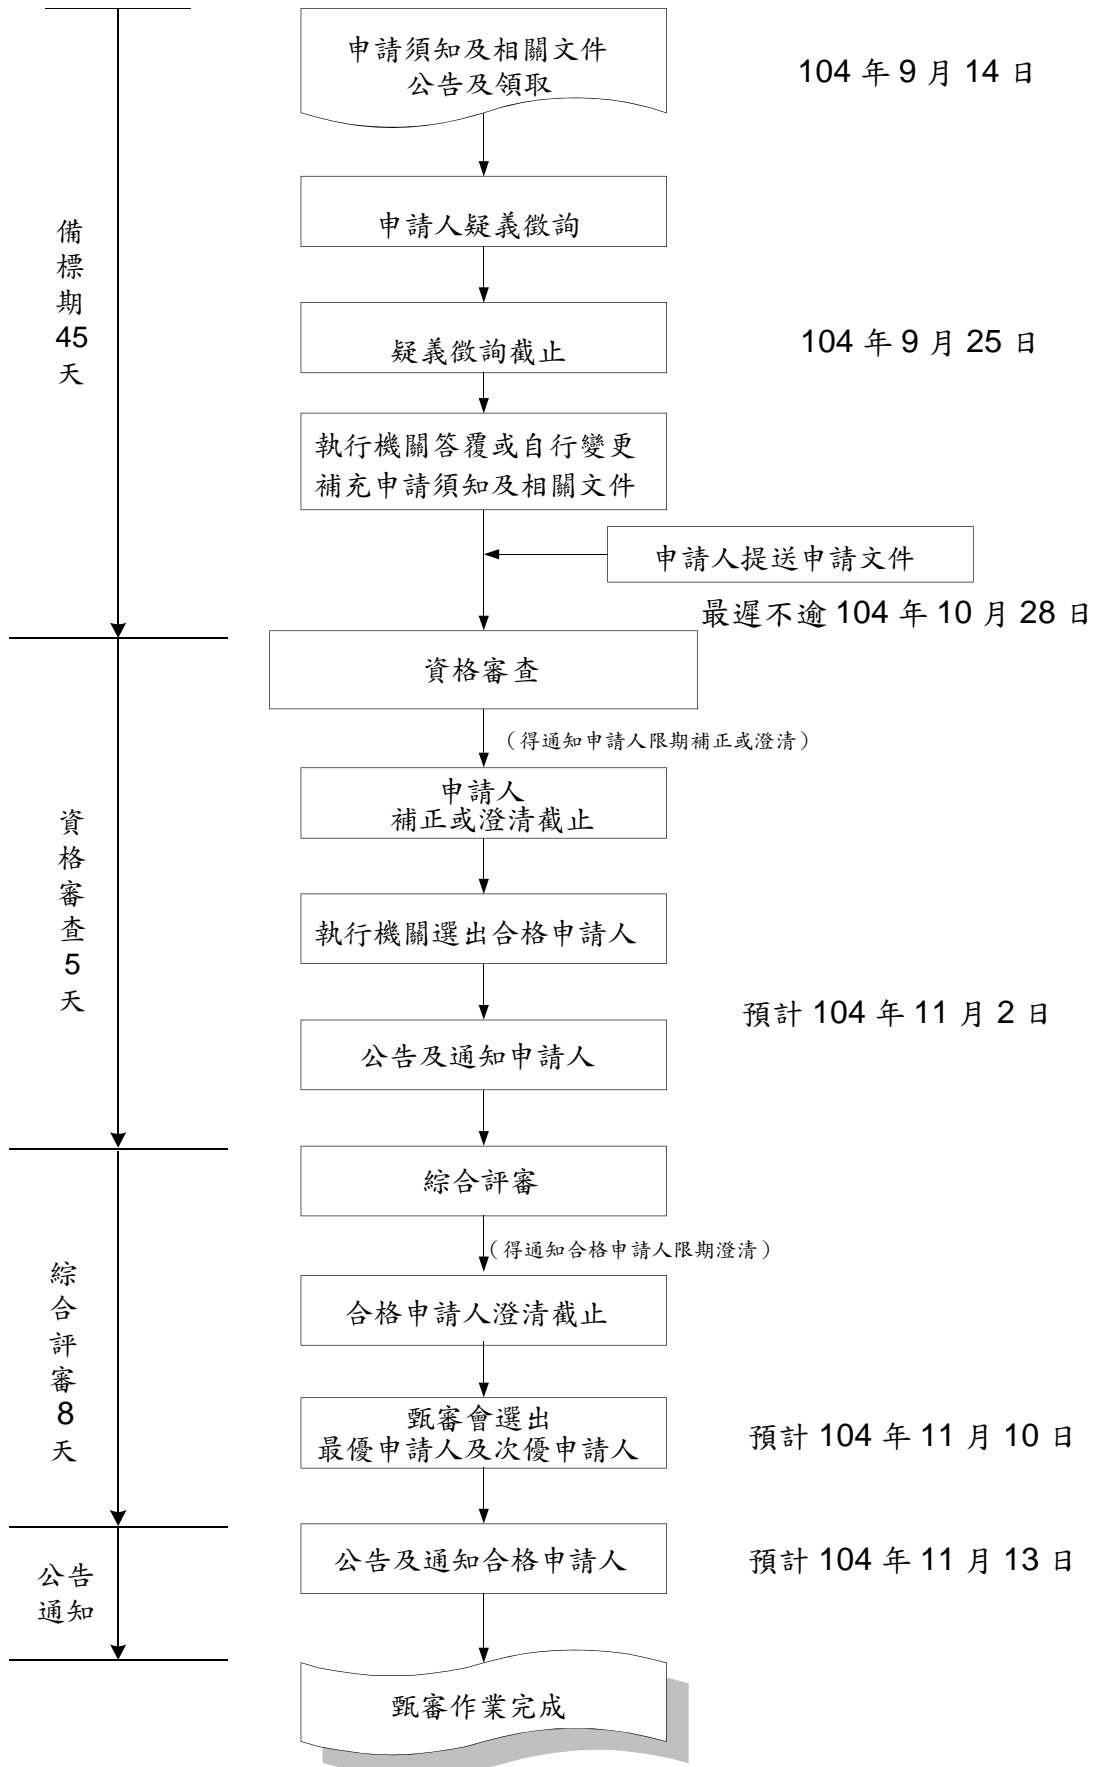 申請須知及相關文件
公告及領取
104 年 9 月 14 日
申請人疑義徵詢
備
標
期
45
天
疑義徵詢截止
104 年 9 月 25 日
執行機關答覆或自行變更
補充申請須知及相關文件
申請人提送申請文件
最遲不逾 104 年 10 月 28 日
資格審查
（得通知申請人限期補正或澄清）
申請人
補正或澄清截止
資
格
審
查
5
天
執行機關選出合格申請人
預計 104 年 11 月 2 日
公告及通知申請人
綜合評審
（得通知合格申請人限期澄清）
合格申請人澄清截止
綜
合
評
審
8
天
甄審會選出
最優申請人及次優申請人
預計 104 年 11 月 10 日
公告及通知合格申請人
預計 104 年 11 月 13 日
公告
通知
甄審作業完成